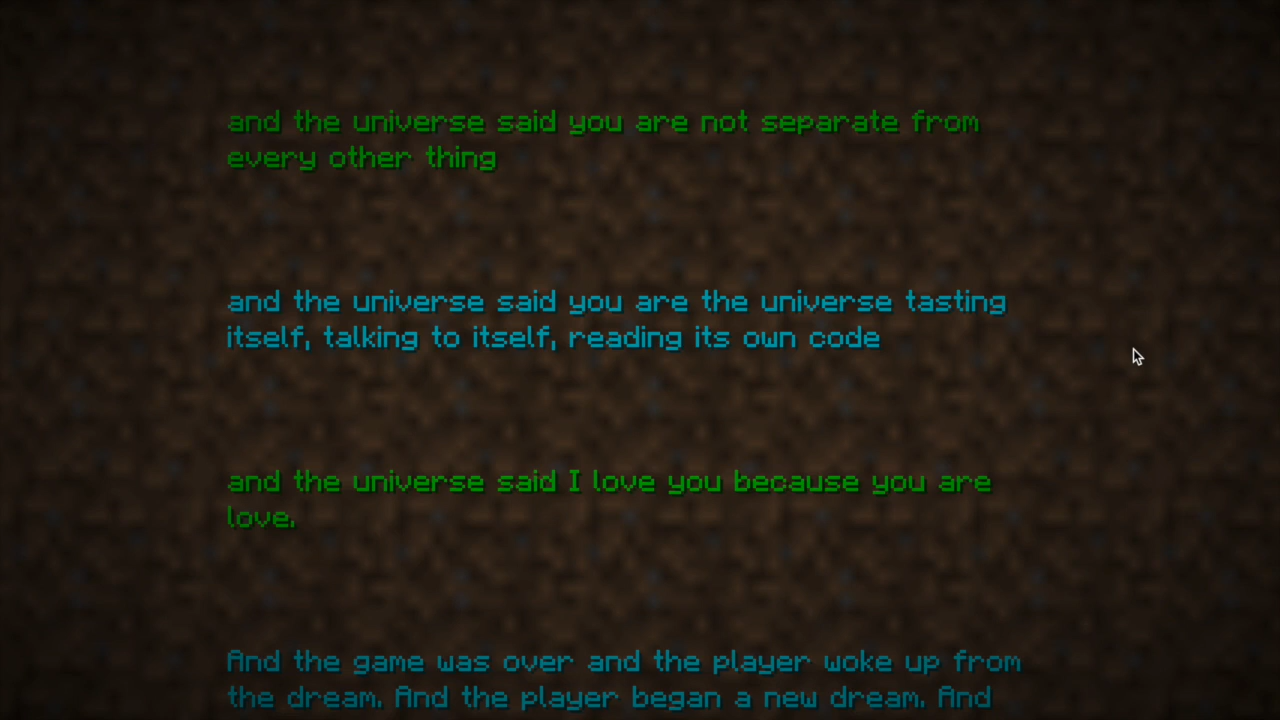 and the universe said you are not separate from
every other thing
and the universe said you are the universe tasting
itself, talking to itself, reading its own code
and the universe said I love you because you are
love.
And the game was over and the player woke up from
the dream. And the player began a new dream. And